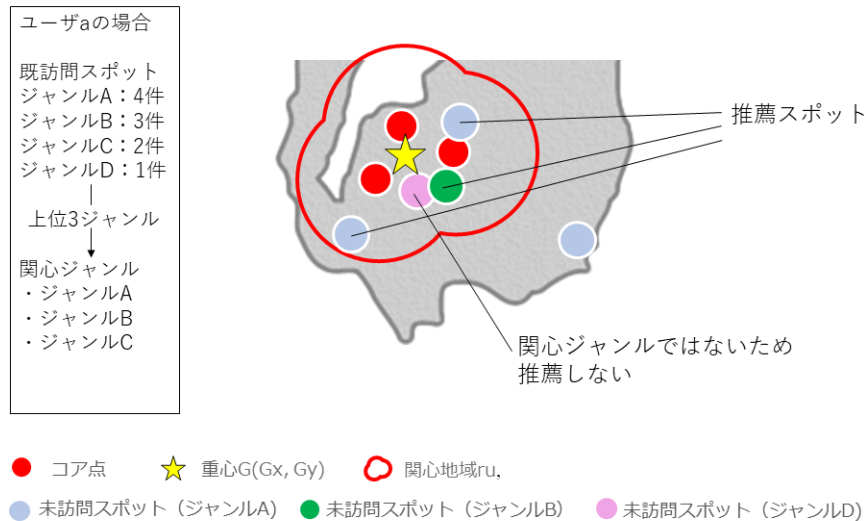 ユーザaの場合
既訪問スポット
ジャンルA：4件
ジャンルB：3件
ジャンルC：2件
ジャンルD：1件
上位3ジャンル
関心ジャンル
・ジャンルA
・ジャンルB
・ジャンルC
推薦スポット
関心ジャンルではないため
推薦しない
コア点
重心G(Gx, Gy)
関心地域ru,
未訪問スポット（ジャンルA)
未訪問スポット（ジャンルB）
未訪問スポット（ジャンルD)